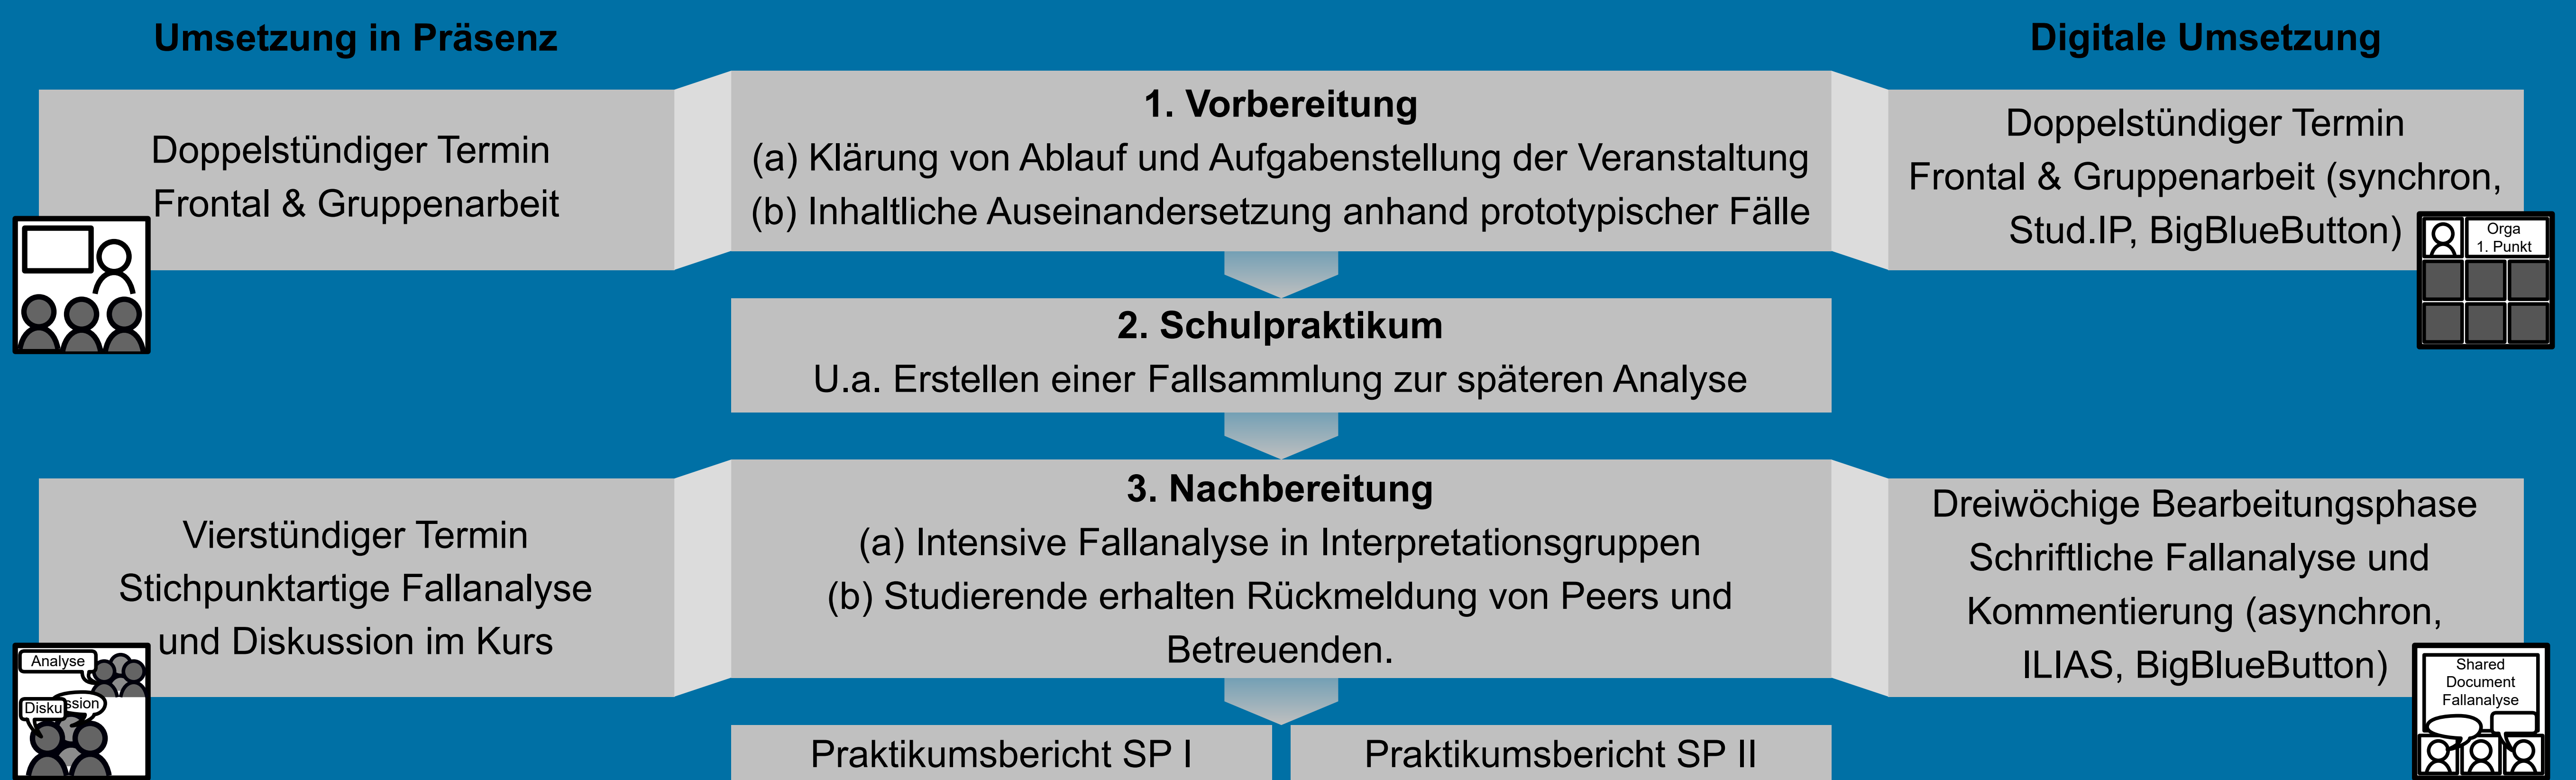 Umsetzung in Präsenz
Digitale Umsetzung
Doppelstündiger Termin
Frontal & Gruppenarbeit
1. Vorbereitung
(a) Klärung von Ablauf und Aufgabenstellung der Veranstaltung
(b) Inhaltliche Auseinandersetzung anhand prototypischer Fälle
Doppelstündiger Termin
Frontal & Gruppenarbeit (synchron,
Stud.IP, BigBlueButton)
Orga
1. Punkt
2. Schulpraktikum
U.a. Erstellen einer Fallsammlung zur späteren Analyse
Vierstündiger Termin
Stichpunktartige Fallanalyse
und Diskussion im Kurs
Analyse
Disku
ssion
3. Nachbereitung
(a) Intensive Fallanalyse in Interpretationsgruppen
(b) Studierende erhalten Rückmeldung von Peers und
Betreuenden.
Dreiwöchige Bearbeitungsphase
Schriftliche Fallanalyse und
Kommentierung (asynchron,
ILIAS, BigBlueButton)
Shared
Document
Fallanalyse
Praktikumsbericht SP I
Praktikumsbericht SP II